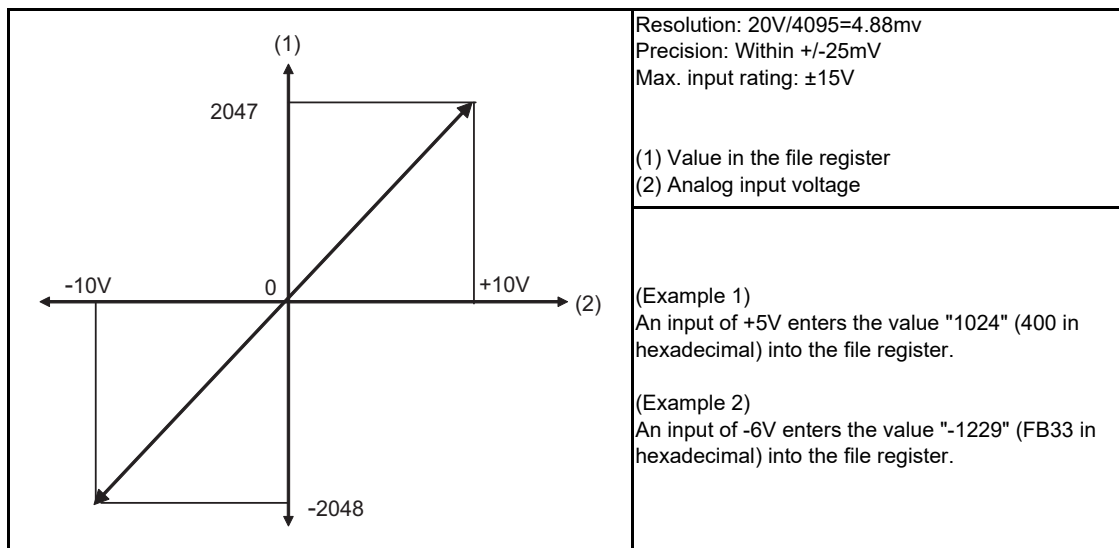 (1)
2047
-10V
0
+10V
(2)
-2048
Resolution: 20V/4095=4.88mv
Precision: Within +/-25mV
Max. input rating: ±15V
(1) Value in the file register
(2) Analog input voltage
(Example 1)
An input of +5V enters the value "1024" (400 in
hexadecimal) into the file register.
(Example 2)
An input of -6V enters the value "-1229" (FB33 in
hexadecimal) into the file register.